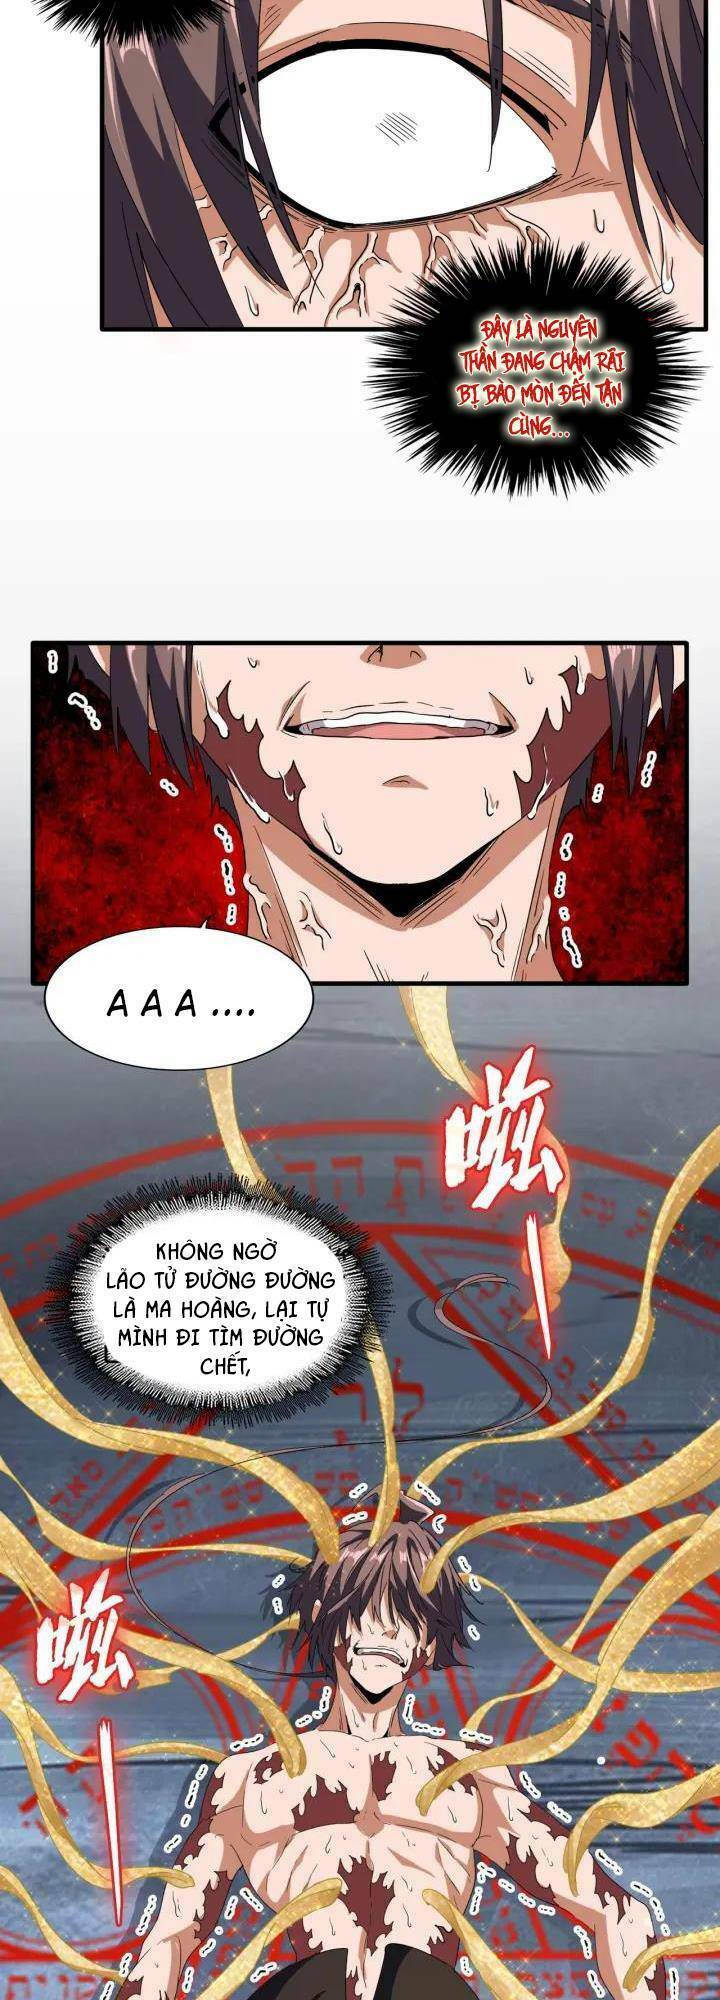 ĐÂY LÀ NGUYÊN
THẦN ĐANG CHẬM RÃI
BỊ BÀO MÒN ĐẾN TẬN
CÙNG...
A A A ....
嗞
KHÔNG NGỜ
LÃO TỬ ĐƯỜNG ĐƯỜNG
LÀ MA HOÀNG, LẠI TỰ
MÌNH ĐI TÌM ĐƯỜNG
CHẾT,
嗞